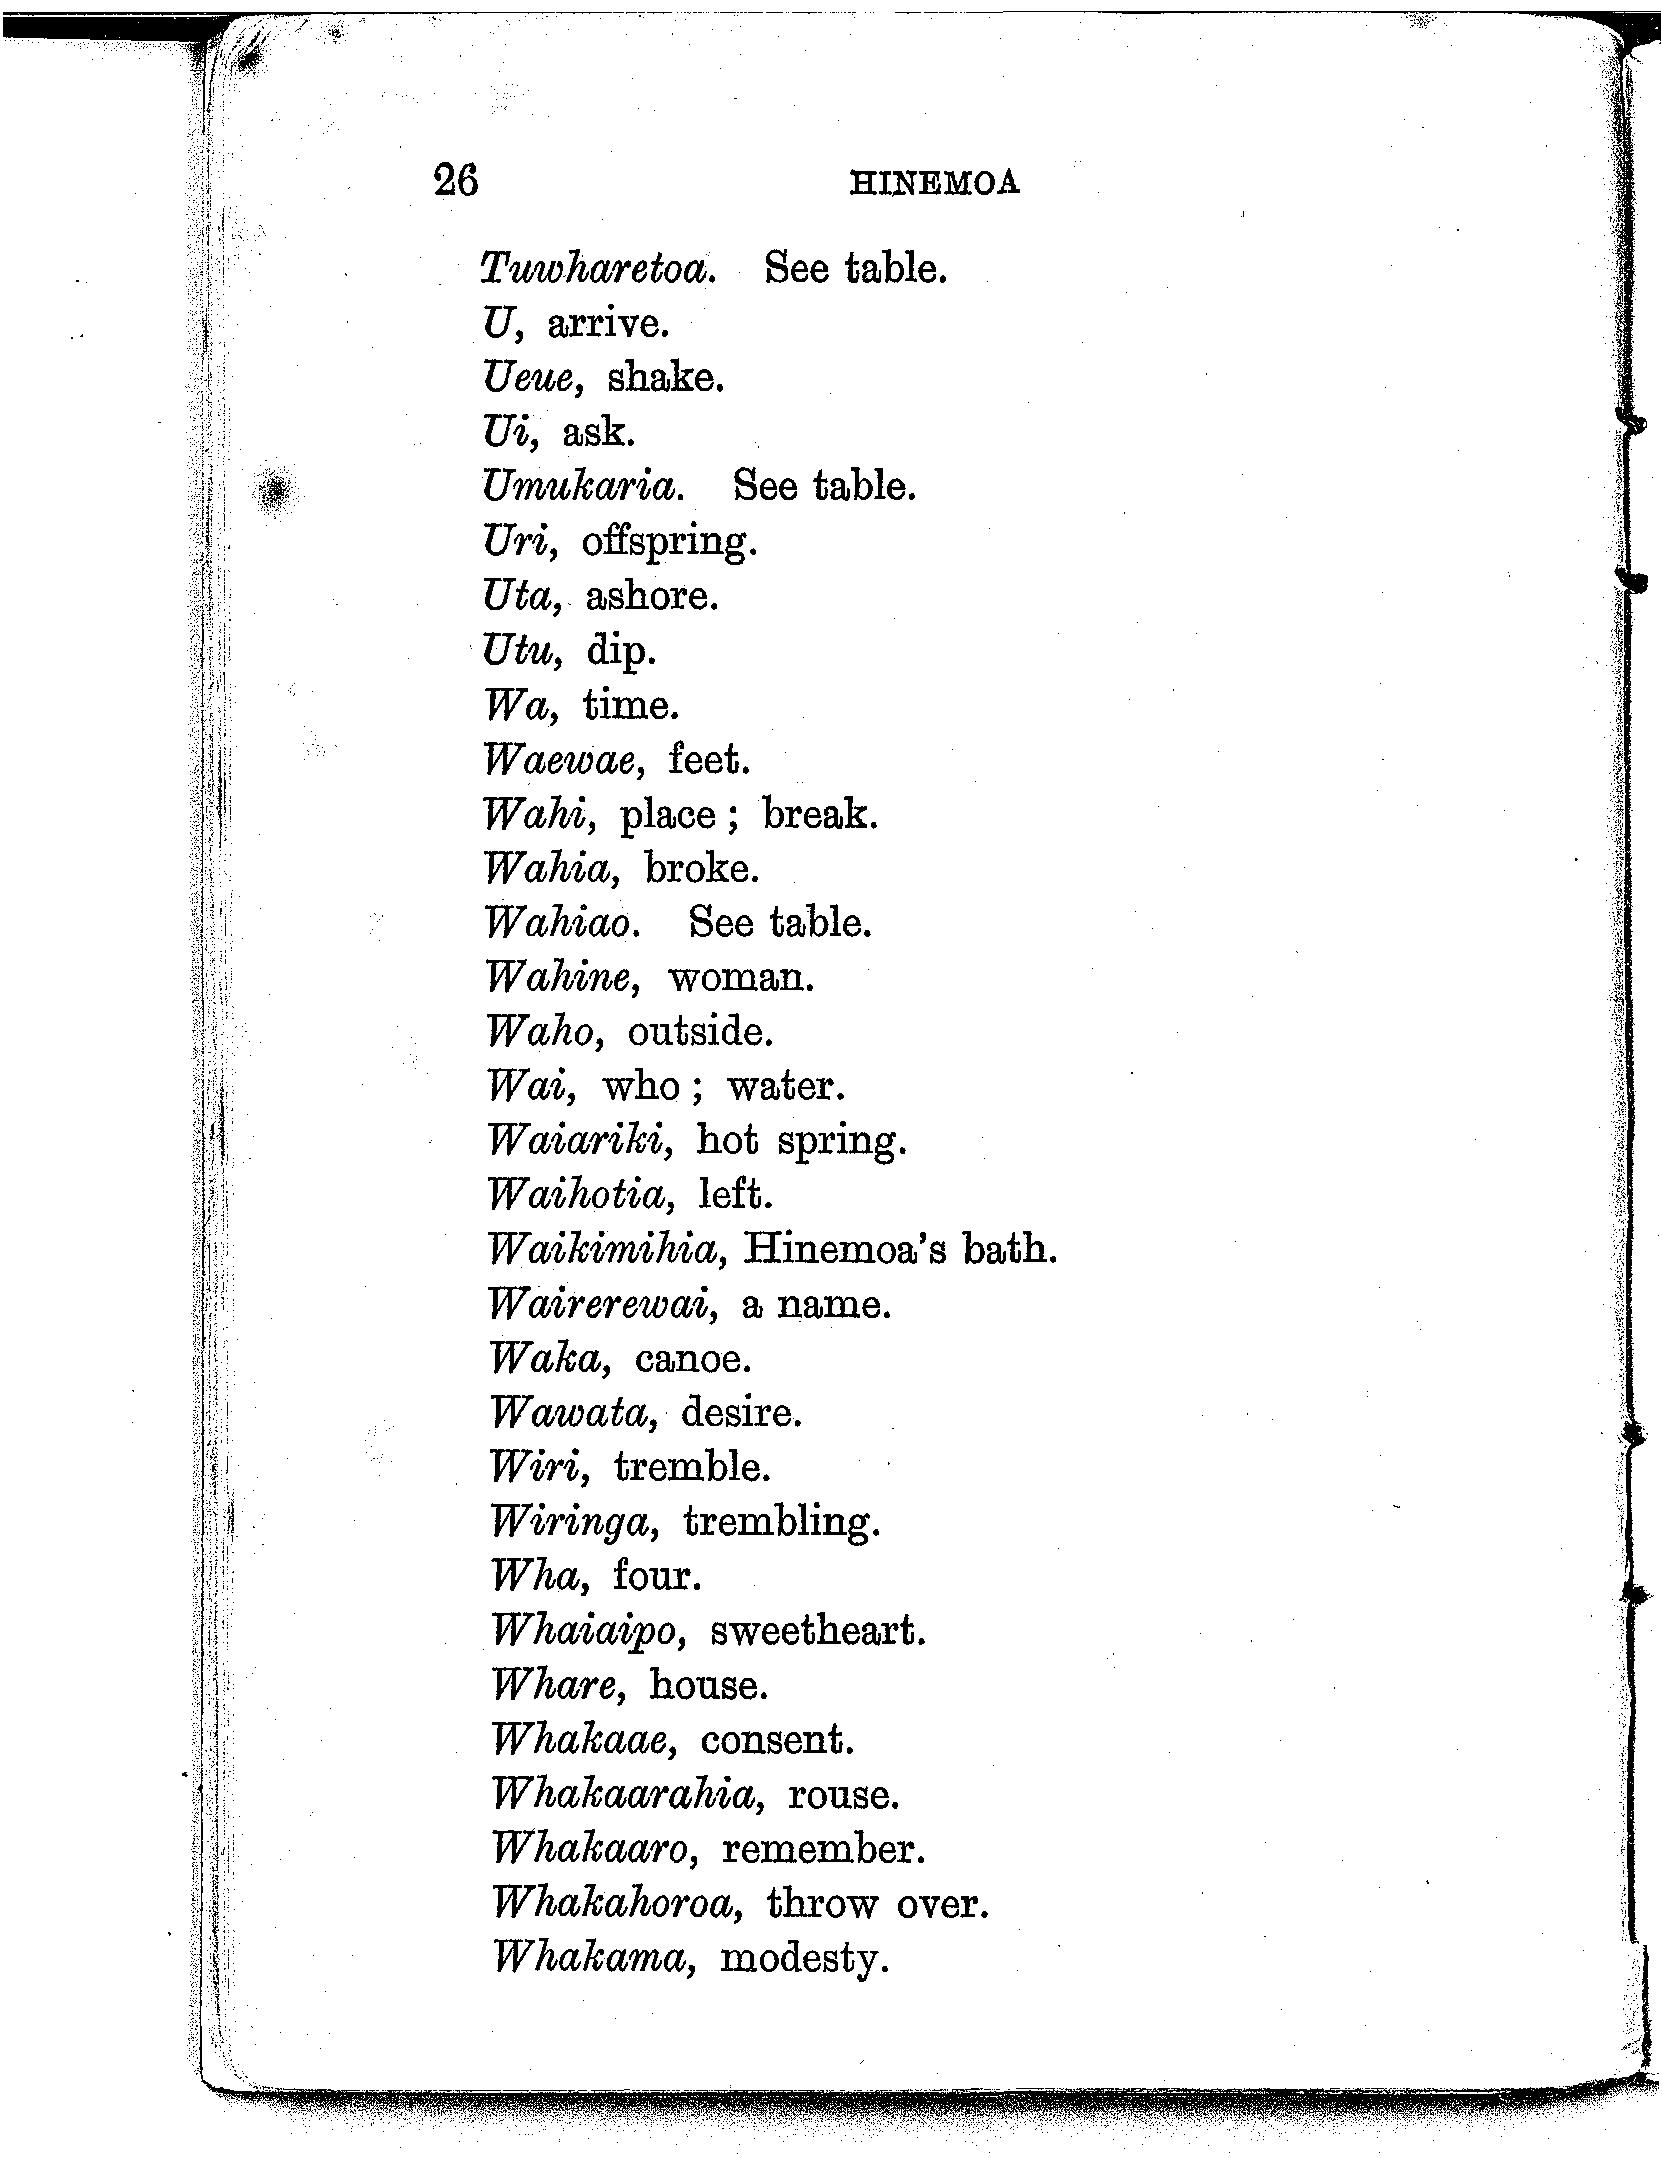 26 HINEMOA
Tuwharetoa. See table.
U, arrive.
Ueue, shake.
Ui, ask.
Umukaria. See table.
Uri, offspring.
Uta, ashore.
Utu, dip.
Wa, time.
Waewae, feet.
Wahi, place ; break.
Wahia, broke.
Wahiao. See table.
Wahine, woman.
Waho, outside.
Wai, who ; water.
Waiariki, hot spring.
Waihotia, left.
Waikimihia, Hinemoa's bath.
Wairerewai, a name.
Waka, canoe.
Wawata, desire.
Wiri, tremble.
Wiringa, trembling.
Wha, four.
Whaiaipo, sweetheart.
Whare, house.
Whakaae, consent.
Whakaarahia, rouse.
Whakaaro, remember.
Whakahoroa, throw over.
Whakama, modesty.